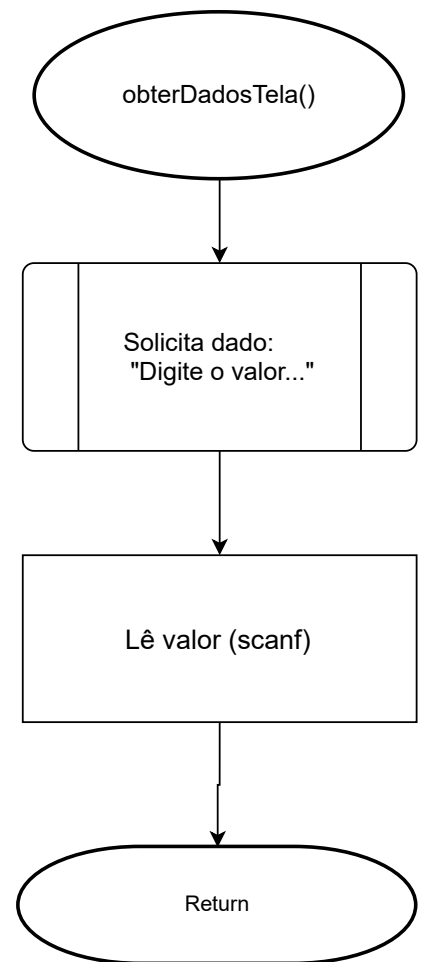 obterDadosTela()
Solicita dado:
"Digite o valor..."
Lê valor (scanf)
Return